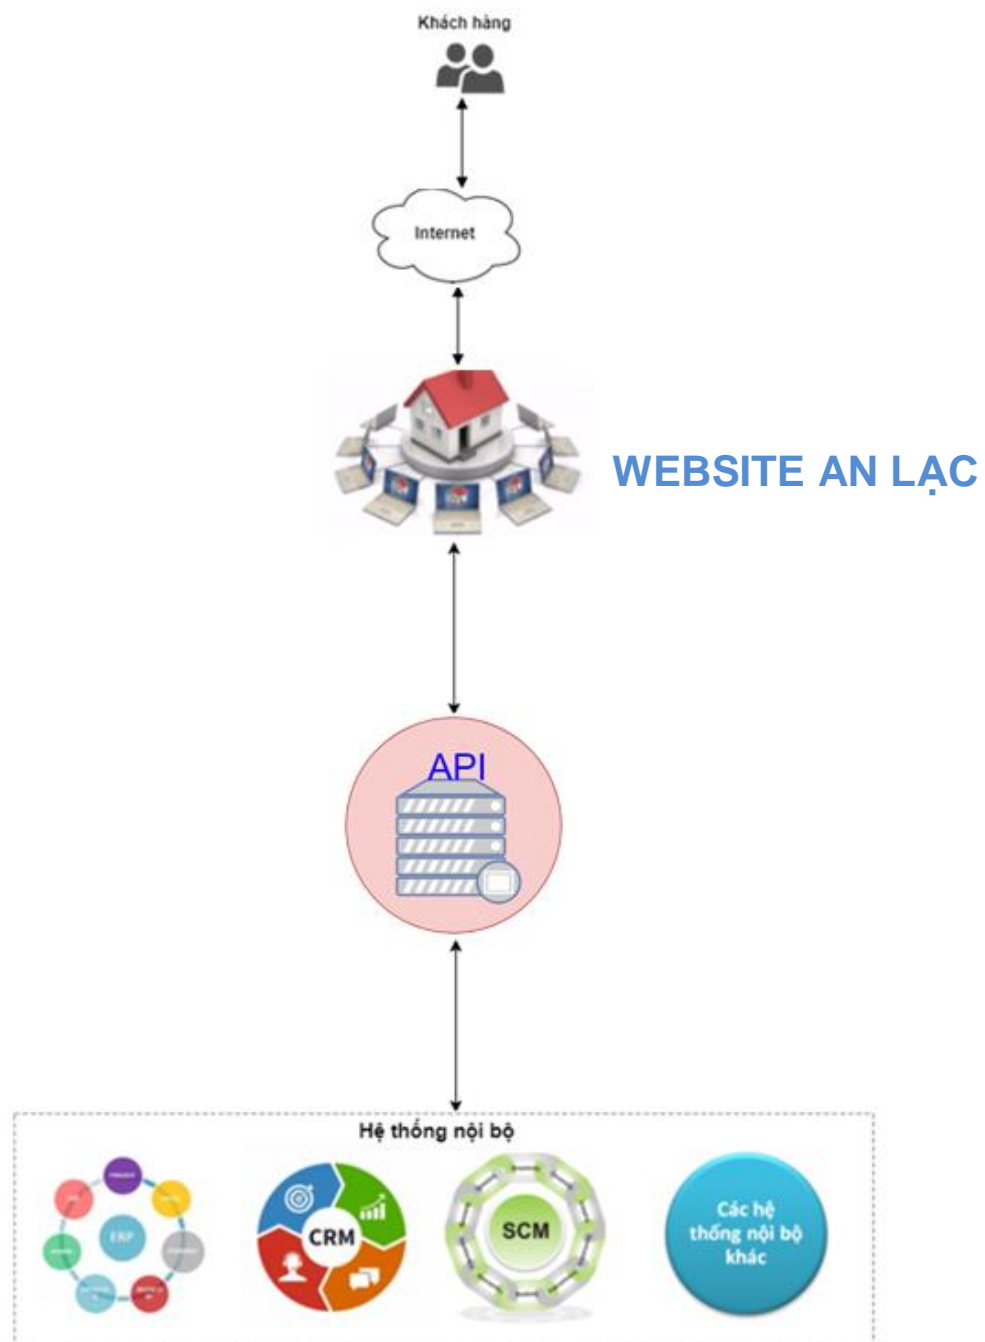 Khách hàng
Internet
WEBSITE AN LẠC
API
Hệ thống nội bộ
ERP
CRM
SCM
Các hệ
thống nội bộ
khác